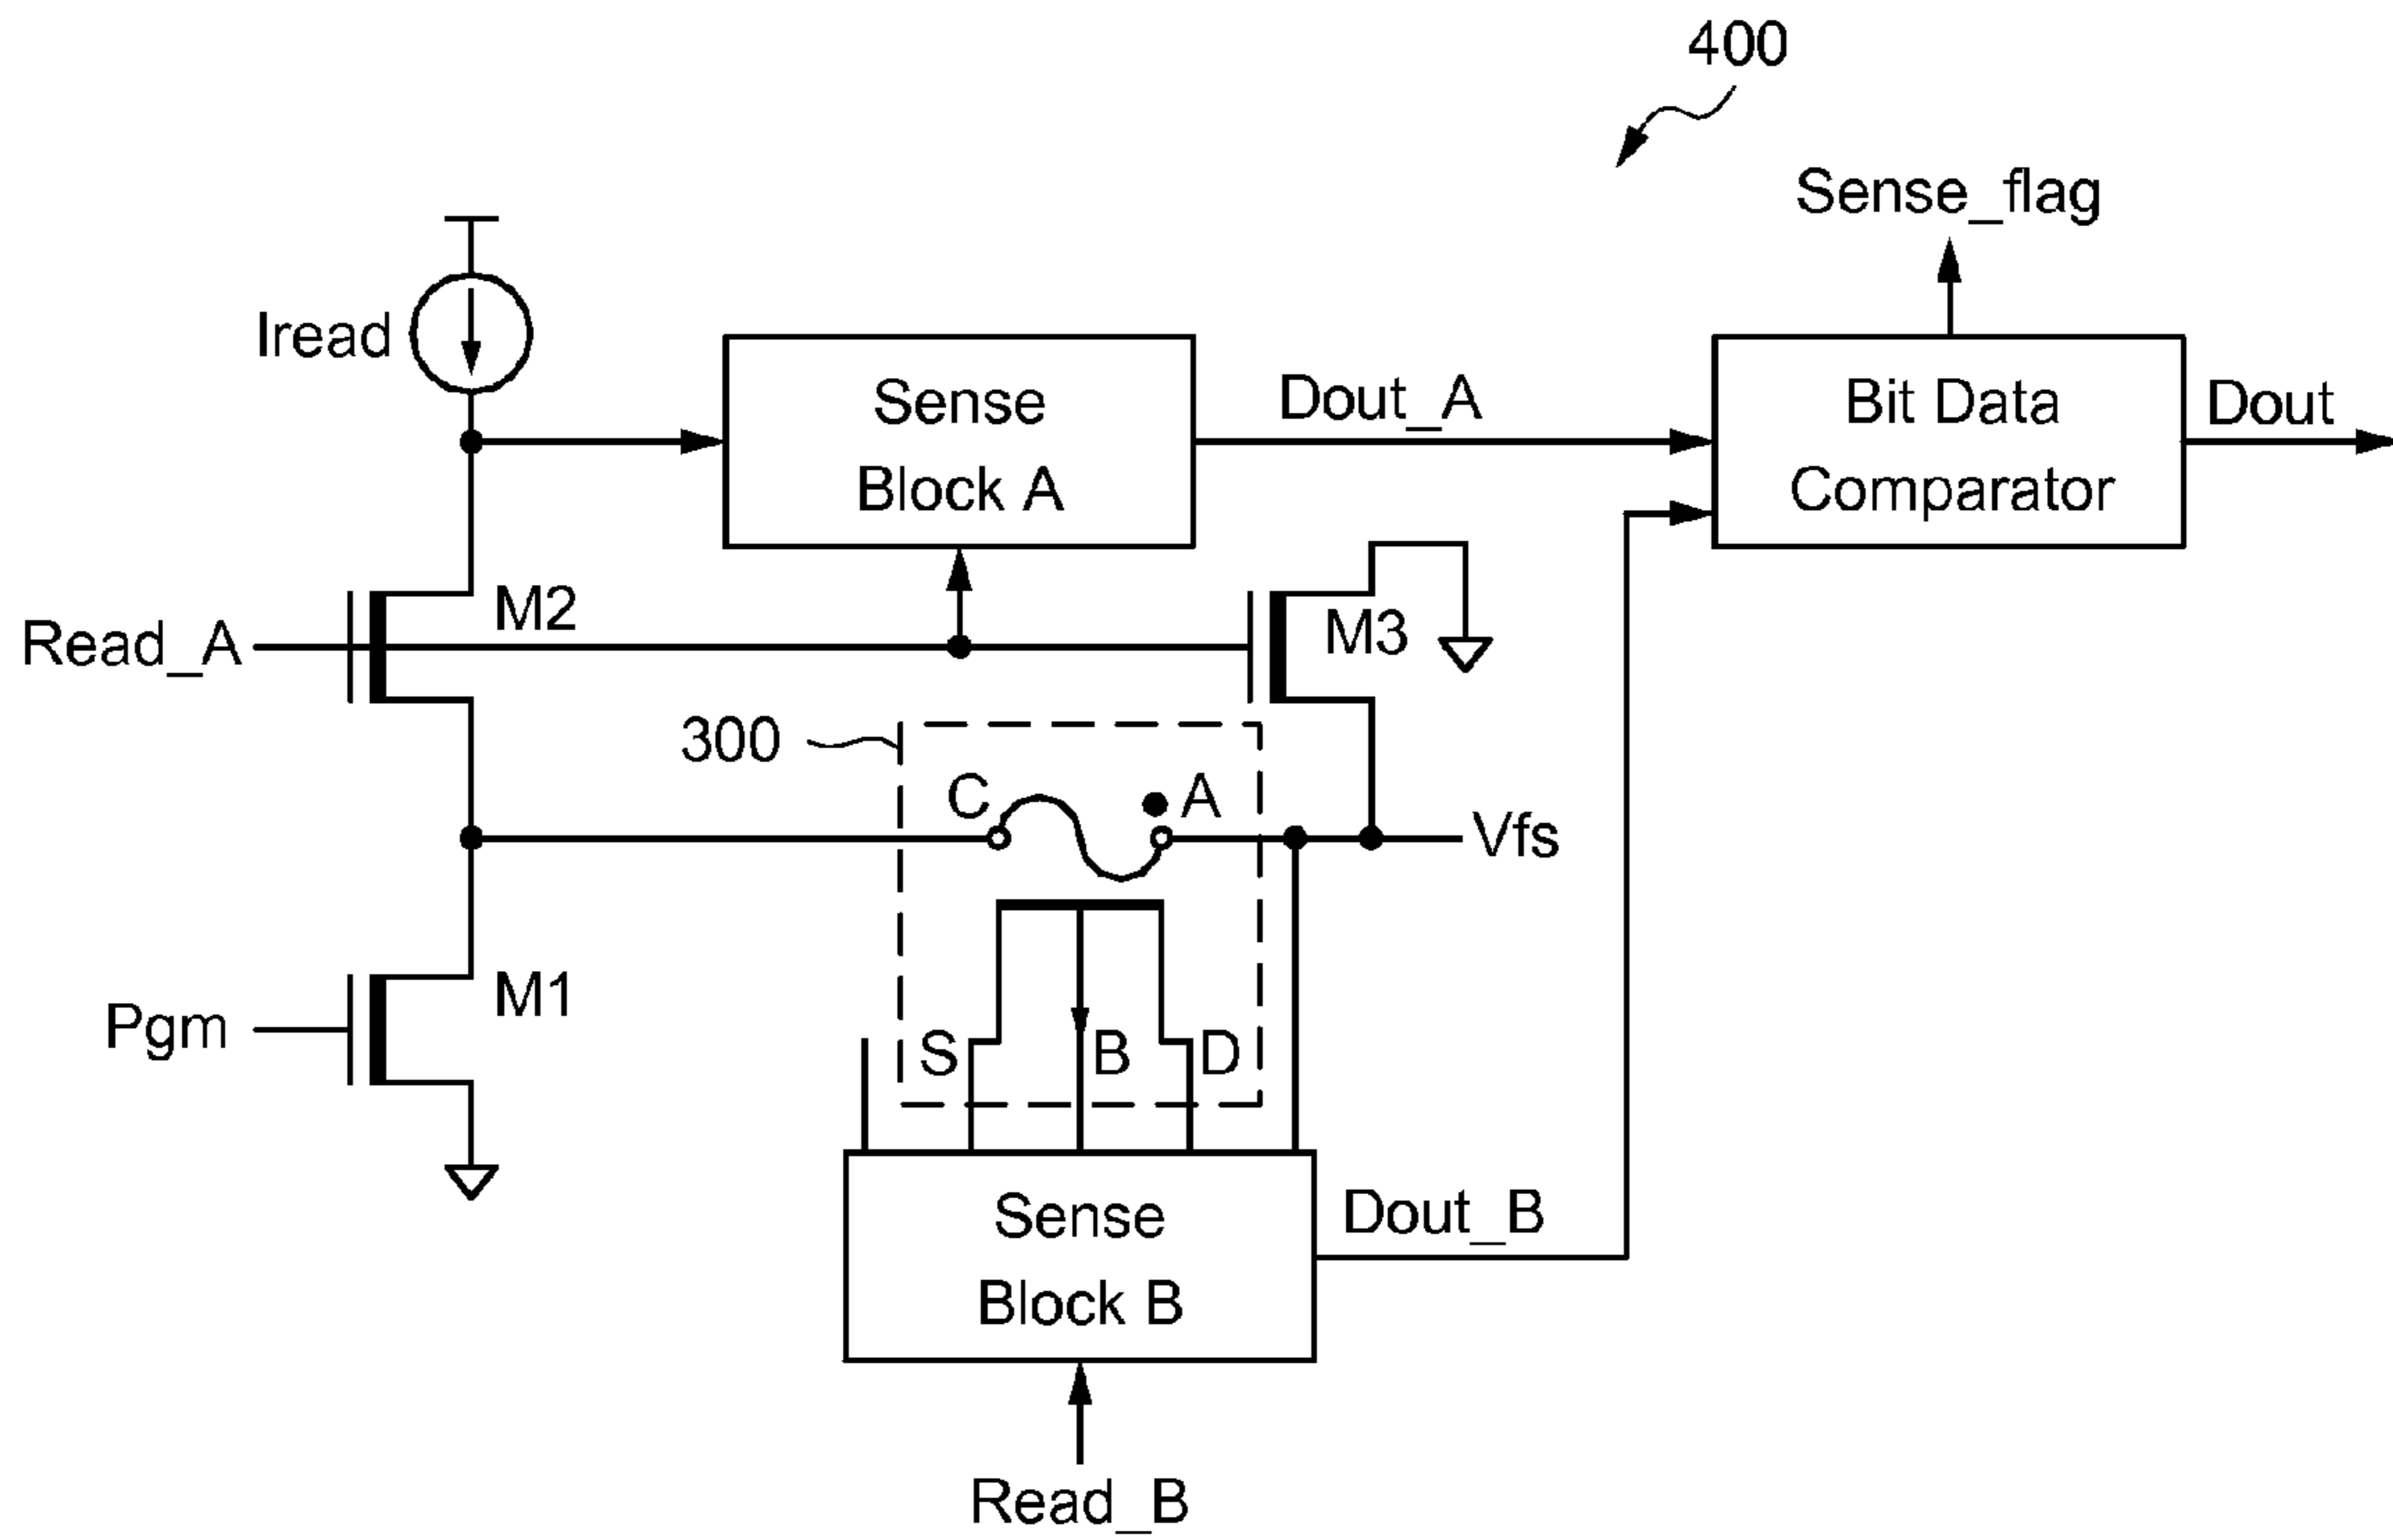 400
Sense_flag
Iread
Sense
Block A
Dout_A
Bit Data
Comparator
Dout
Read_A
M2
M3
300
C
A
Vfs
Pgm
M1
S
B
D
Sense
Block B
Dout_B
Read_B